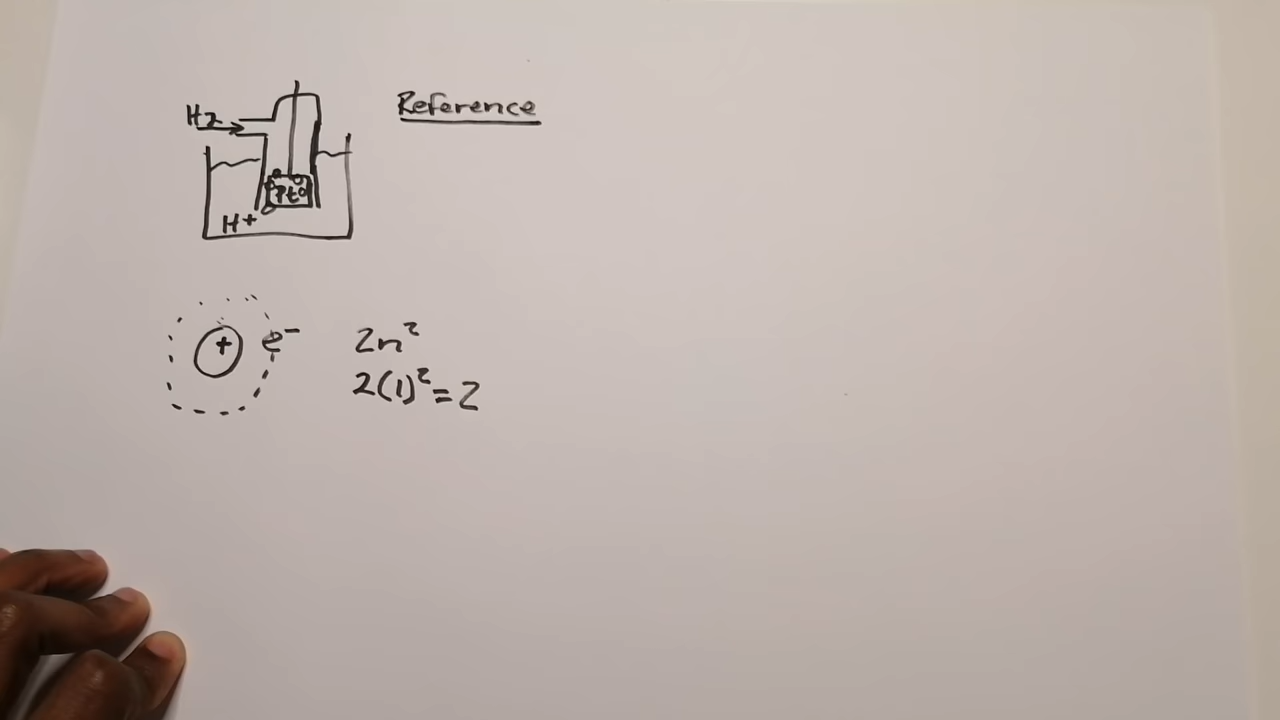 H2
Reference
Pt
H+
+ e⁻
2n²
2(1)² = 2